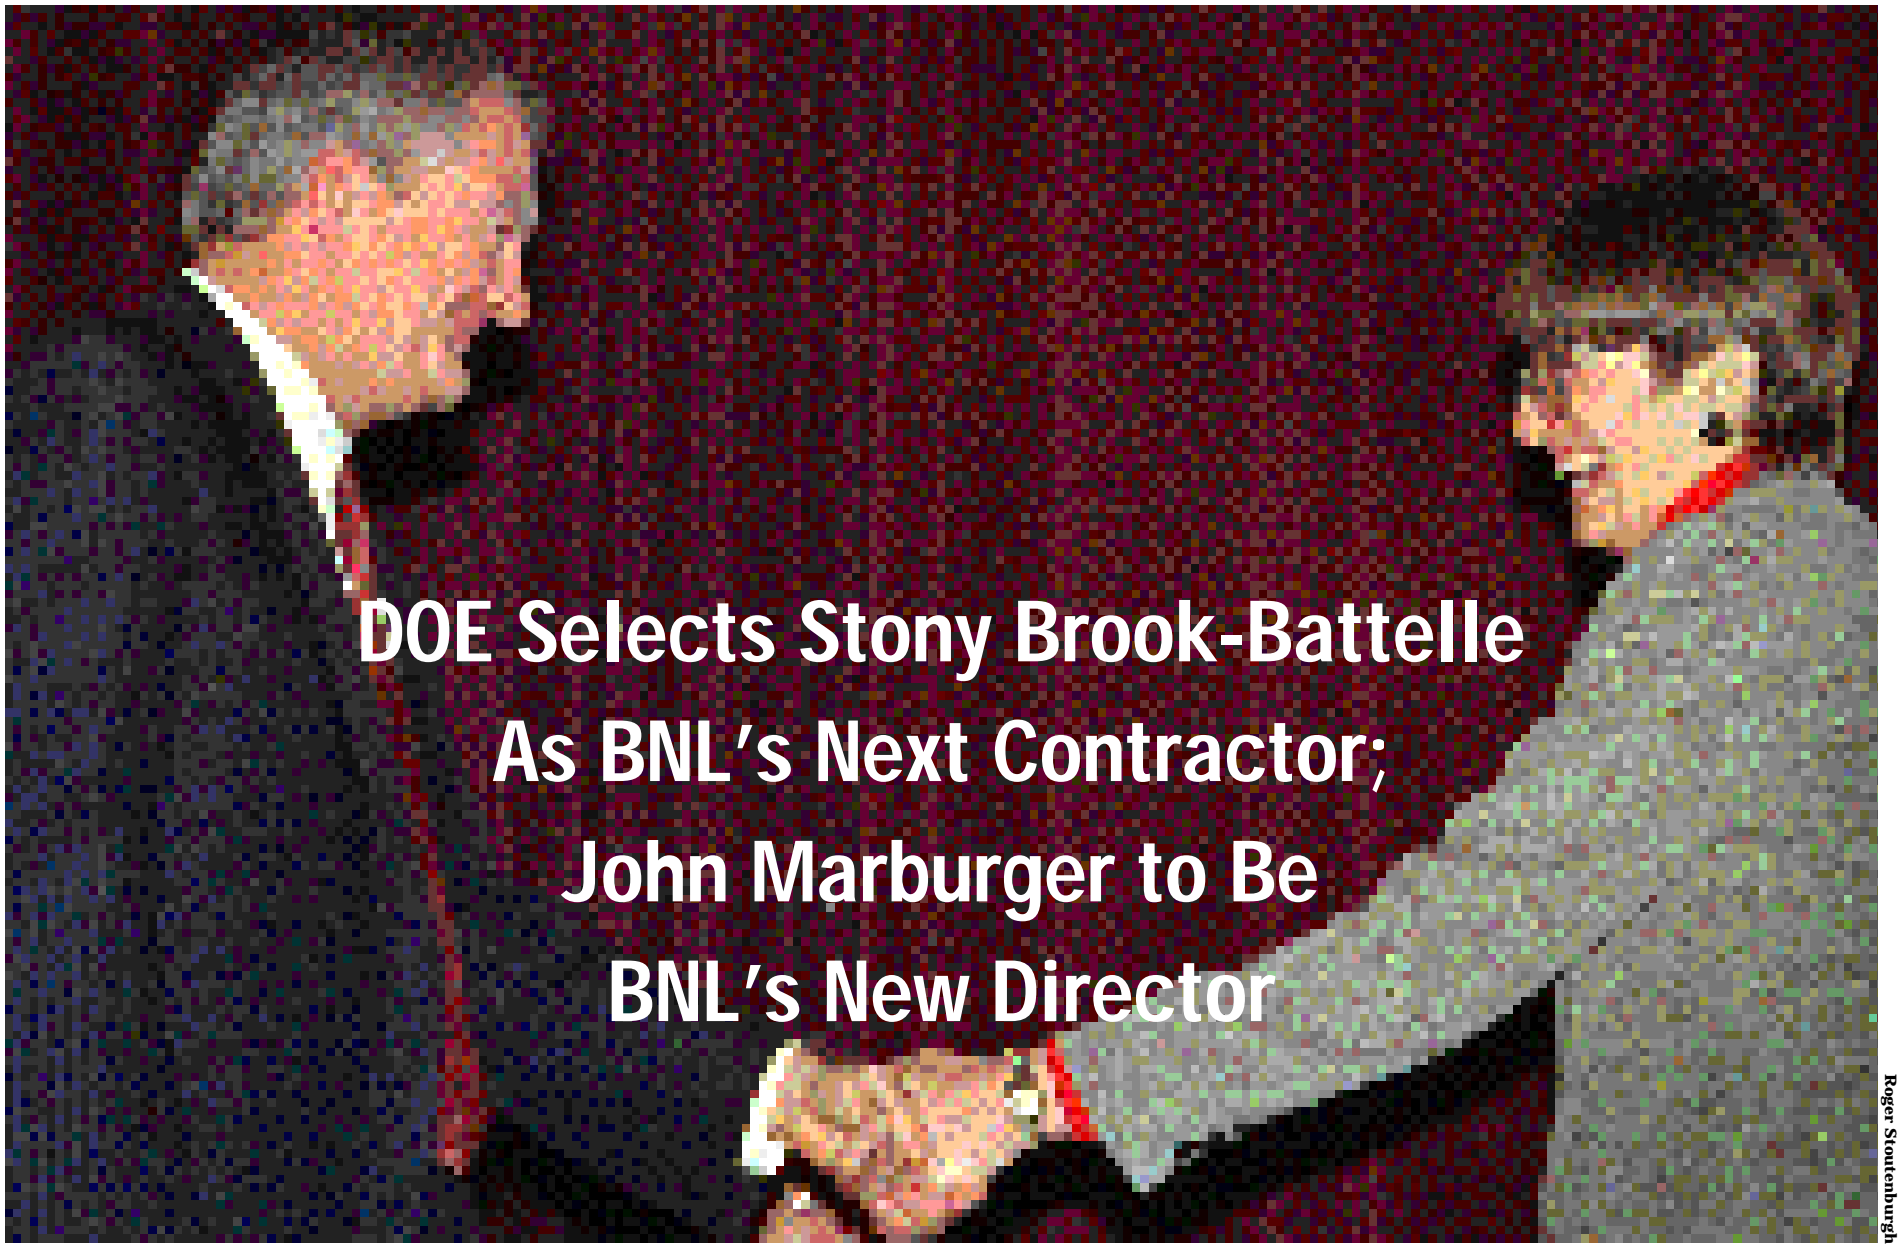 DOE Selects Stony Brook-Battelle
As BNL's Next Contractor;
John Marburger to Be
BNL's New Director
Roger Stoutenburgh